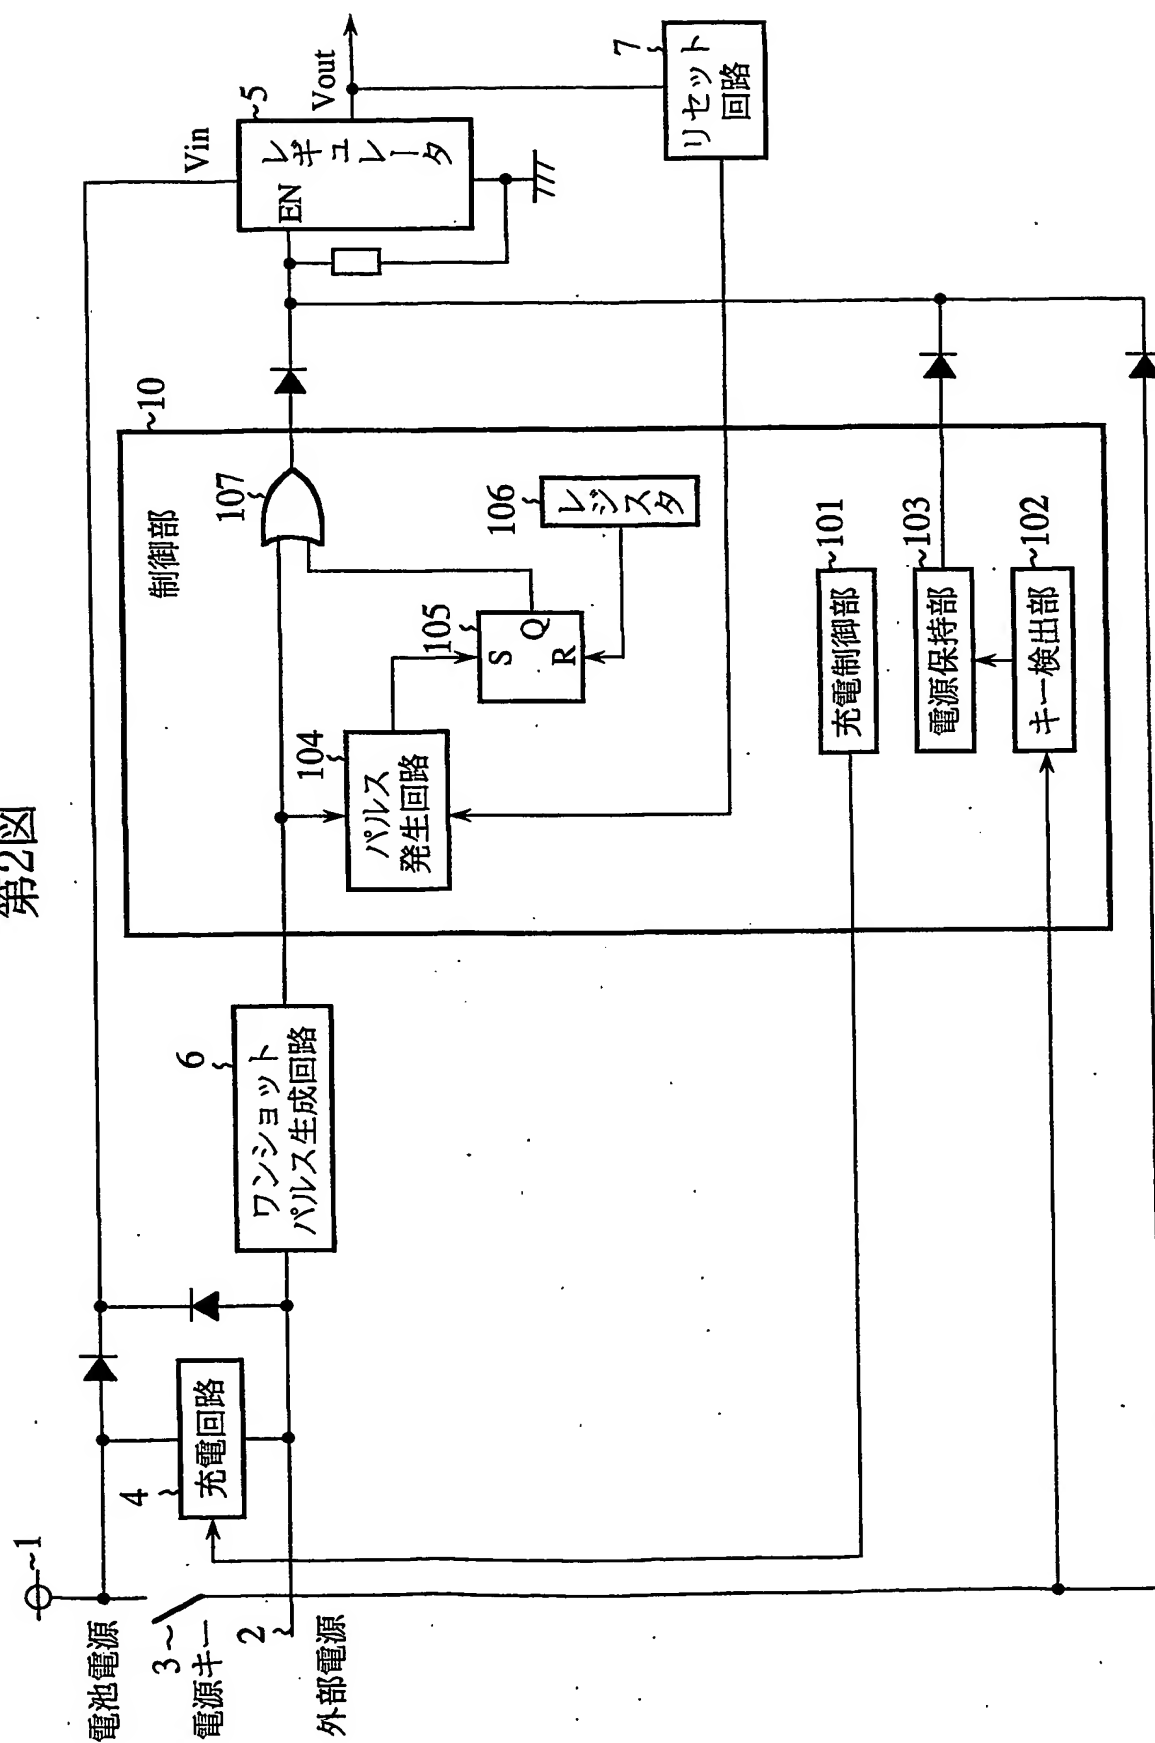 第2図
電池電源
1
3
電源キー
2
外部電源
4
充電回路
6
ワンショット
パルス生成回路
10
制御部
104
パルス
発生回路
105
S
Q
R
106
レジスタ
107
101
充電制御部
103
電源保持部
102
キー検出部
Vin
5
レギュレータ
EN
Vout
7
リセット
回路